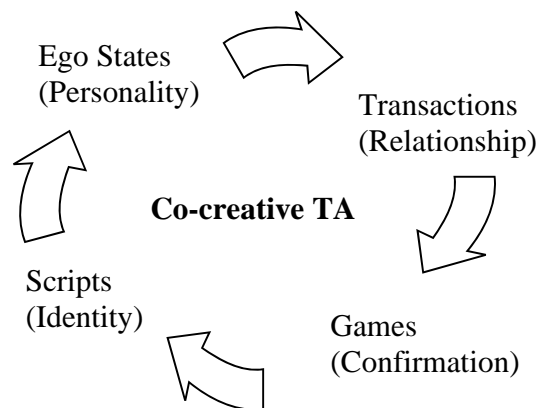 Ego States
(Personality)
Transactions
(Relationship)
Co-creative TA
Scripts
(Identity)
Games
(Confirmation)